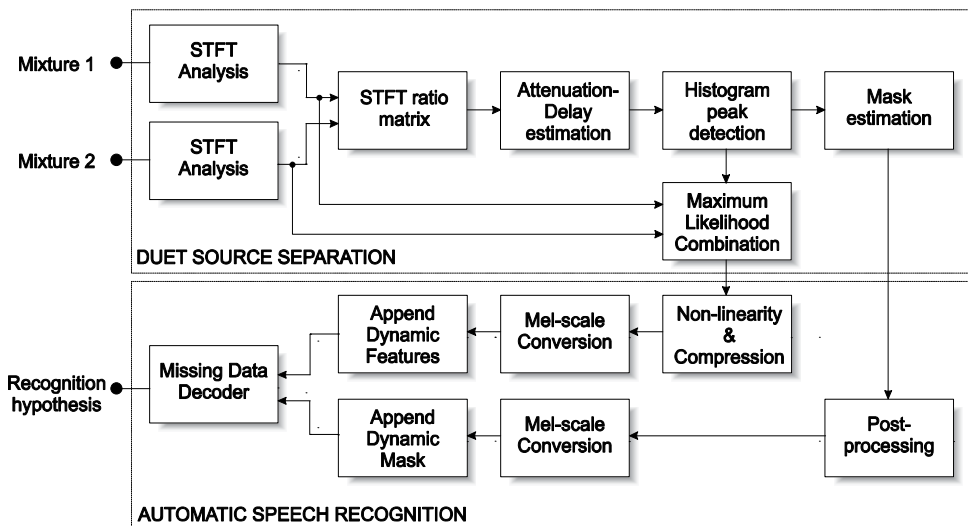 Mixture 1
STFT
Analysis
Mixture 2
STFT
Analysis
STFT ratio
matrix
Attenuation-
Delay
estimation
Histogram
peak
detection
Mask
estimation
Maximum
Likelihood
Combination
DUET SOURCE SEPARATION
Recognition
hypothesis
Missing Data
Decoder
Append
Dynamic
Features
Mel-scale
Conversion
Non-linearity
&
Compression
Append
Dynamic
Mask
Mel-scale
Conversion
Post-
processing
AUTOMATIC SPEECH RECOGNITION